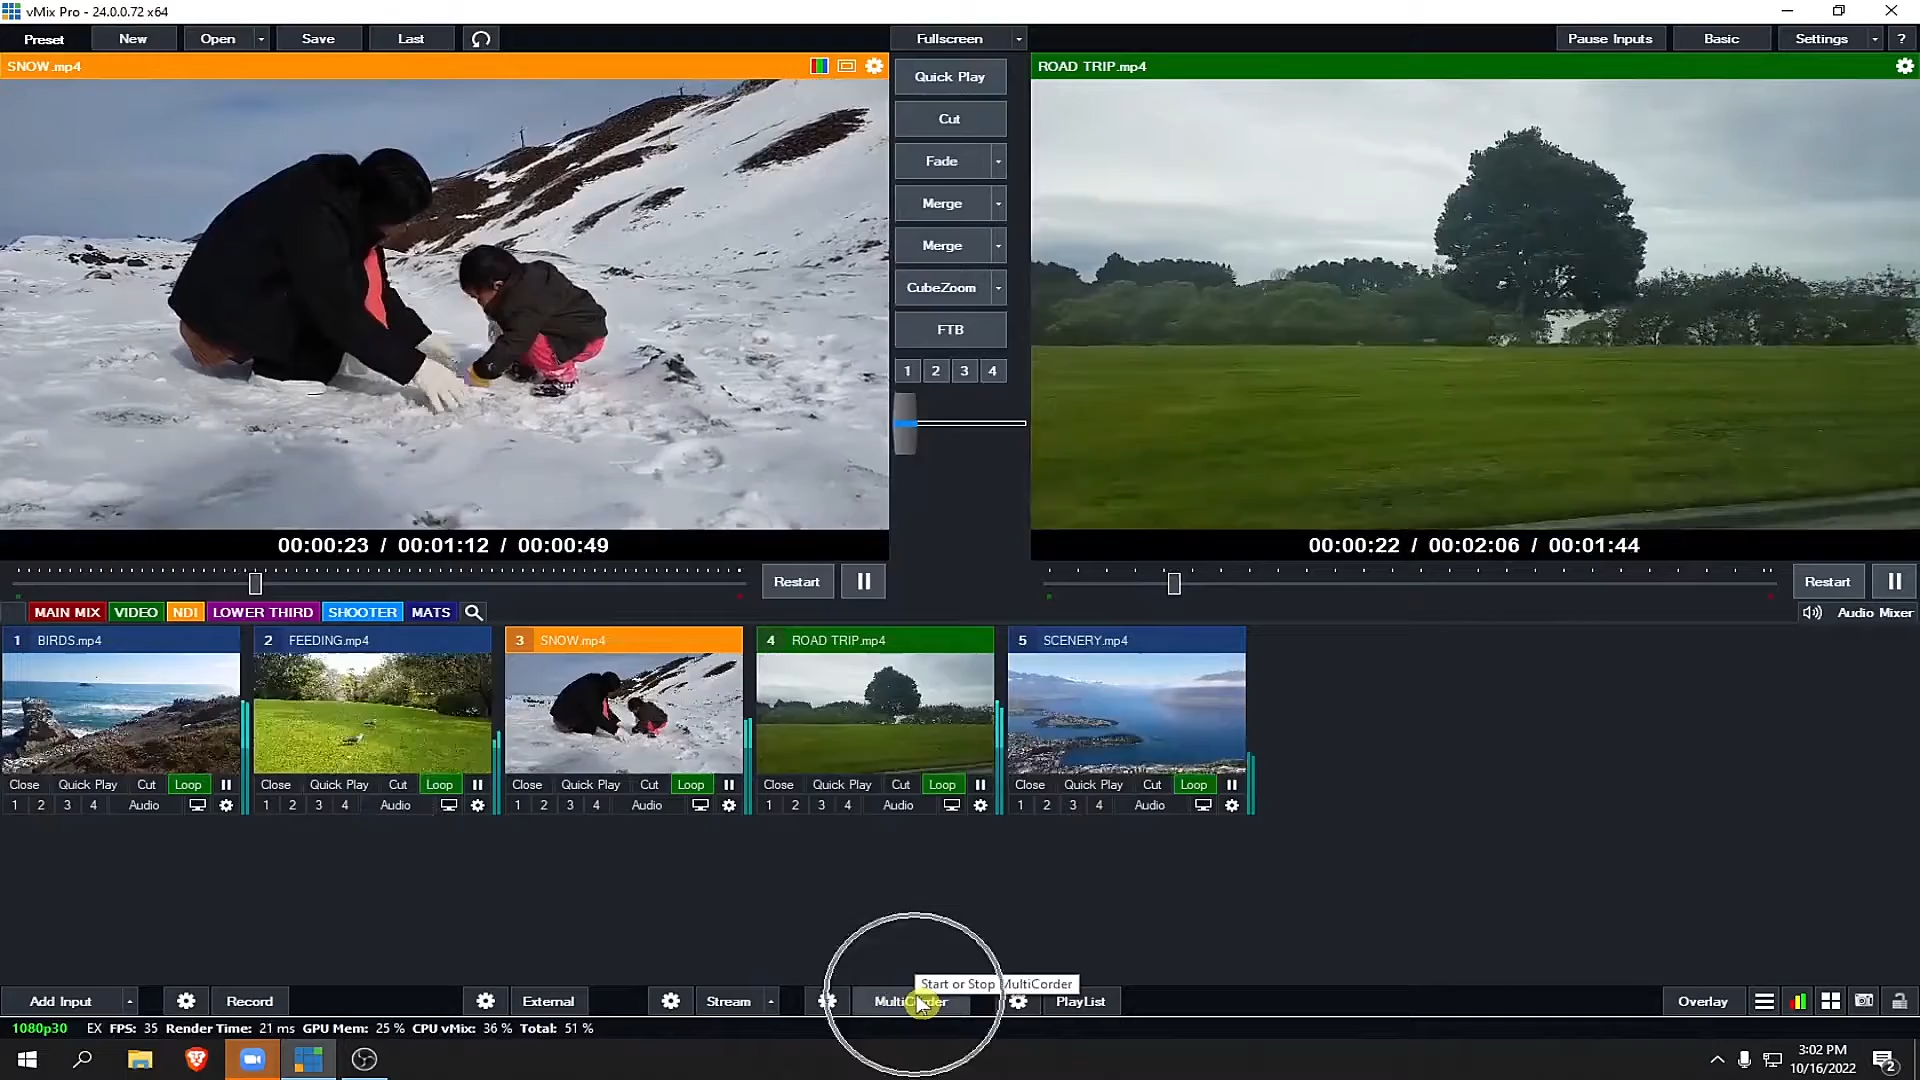 vMix Pro - 24.0.0.72 x64
Preset New Open Save Last Fullscreen Pause Inputs Basic Settings ?
SNOW.mp4
ROAD TRIP.mp4
Quick Play
Cut
Fade
Merge
Merge
CubeZoom
FTB
1 2 3 4
00:00:23 / 00:01:12 / 00:00:49
00:00:22 / 00:02:06 / 00:01:44
Restart
Restart
MAIN MIX VIDEO NDI LOWER THIRD SHOOTER MATS
Audio Mixer
1 BIRDS.mp4 2 FEEDING.mp4 3 SNOW.mp4 4 ROAD TRIP.mp4 5 SCENERY.mp4
Close Quick Play Cut Loop Close Quick Play Cut Loop Close Quick Play Cut Loop Close Quick Play Cut Loop Close Quick Play Cut Loop
1 2 3 4 Audio 1 2 3 4 Audio 1 2 3 4 Audio 1 2 3 4 Audio 1 2 3 4 Audio
Start or Stop MultiCorder
Add Input Record External Stream MultiCorder PlayList Overlay
1080p30 EX FPS: 35 Render Time: 21 ms GPU Mem: 25 % CPU vMix: 36 % Total: 51 %
3:02 PM
10/16/2022
2